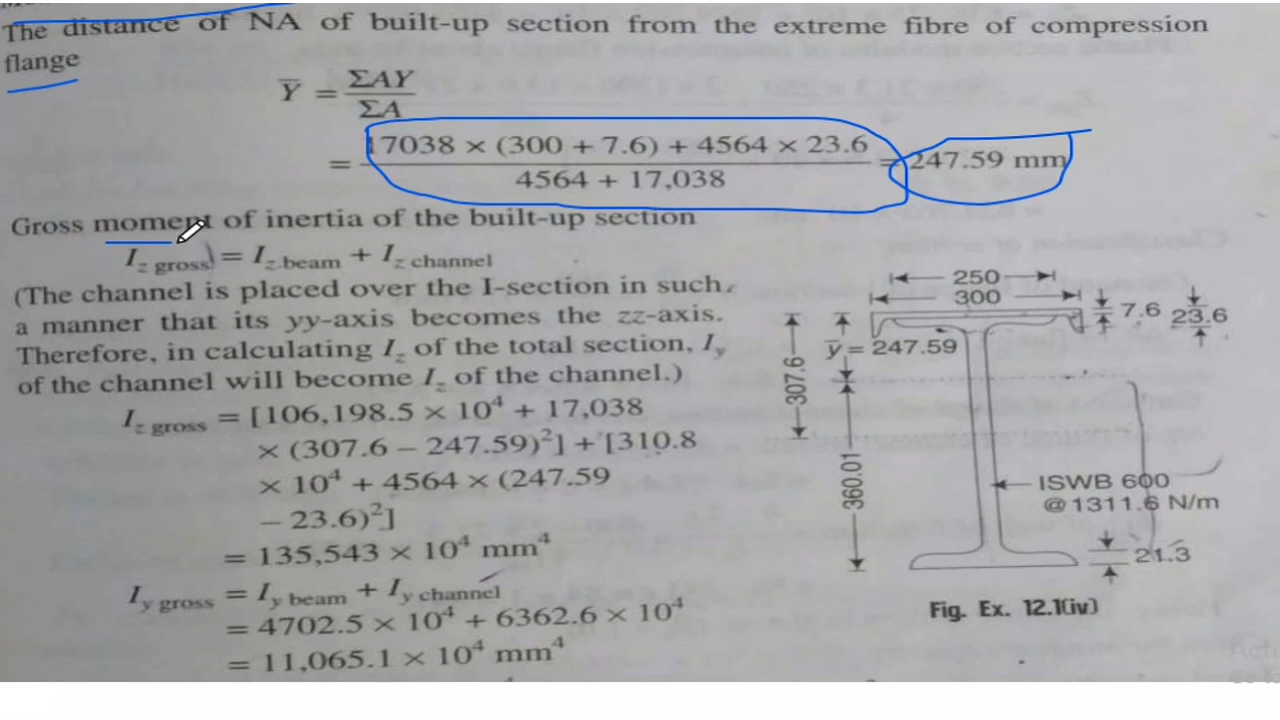 The distance of NA of built-up section from the extreme fibre of compression
flange
Y̅ = ΣAY / ΣA
= 17038 × (300 + 7.6) + 4564 × 23.6 / 4564 + 17,038 = 247.59 mm
Gross moment of inertia of the built-up section
I_z gross = I_z beam + I_z channel
(The channel is placed over the I-section in such
a manner that its yy-axis becomes the zz-axis.
Therefore, in calculating I_z of the total section, I_y
of the channel will become I_z of the channel.)
I_z gross = [106,198.5 × 10⁴ + 17,038
× (307.6 – 247.59)²] + [310.8
× 10⁴ + 4564 × (247.59
– 23.6)²]
= 135,543 × 10⁴ mm⁴
I_y gross = I_y beam + I_y channel
= 4702.5 × 10⁴ + 6362.6 × 10⁴
= 11,065.1 × 10⁴ mm⁴
250
300
7.6 23.6
y̅ = 247.59
307.6
360.01
ISWB 600
@ 1311.6 N/m
21.3
Fig. Ex. 12.1(iv)